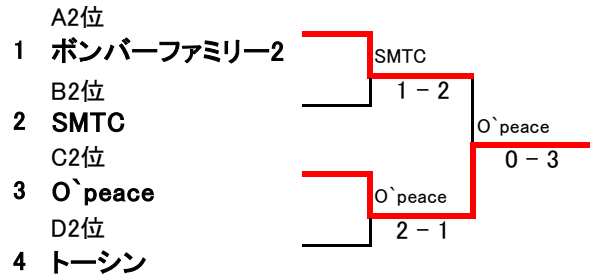 A2位
1 ボンバーファミリー2
SMTC
B2位
1 − 2
2 SMTC
O`peace
C2位
0 − 3
3 O`peace
O`peace
D2位
2 − 1
4 トーシン